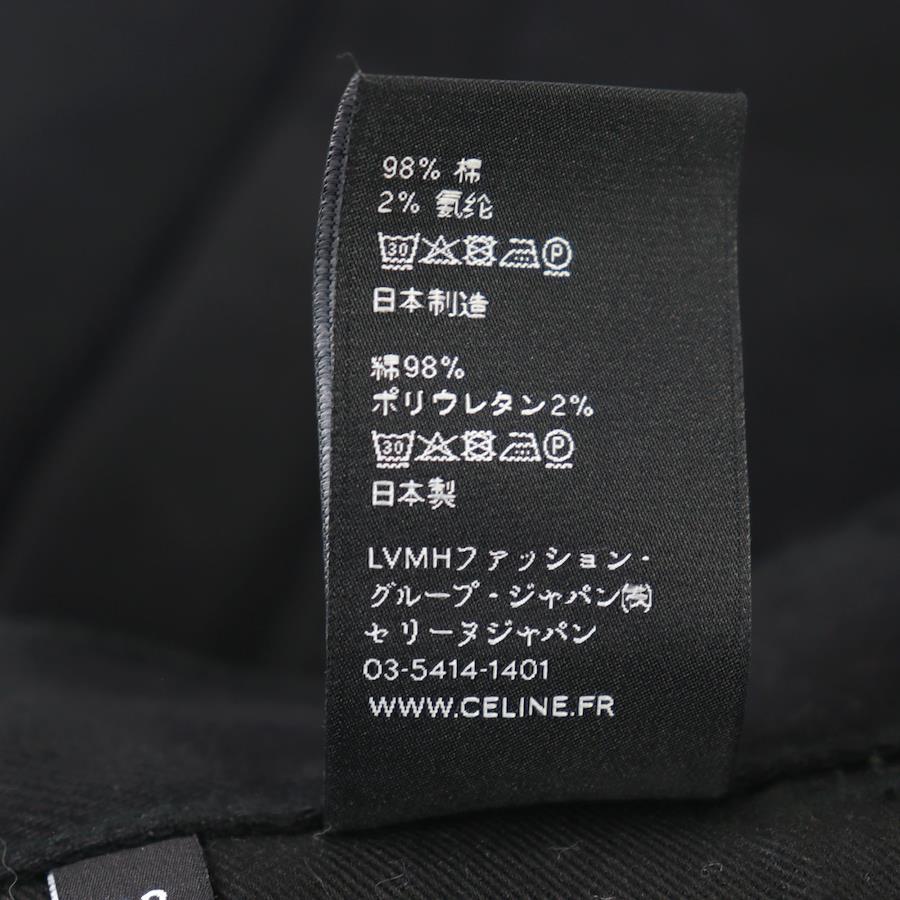 98% 棉
2% 氨纶
30 P
日本制造
綿98%
ポリウレタン2%
30 P
日本製
LVMHファッション・
グループ・ジャパン㈱
セリーヌジャパン
03-5414-1401
WWW.CELINE.FR